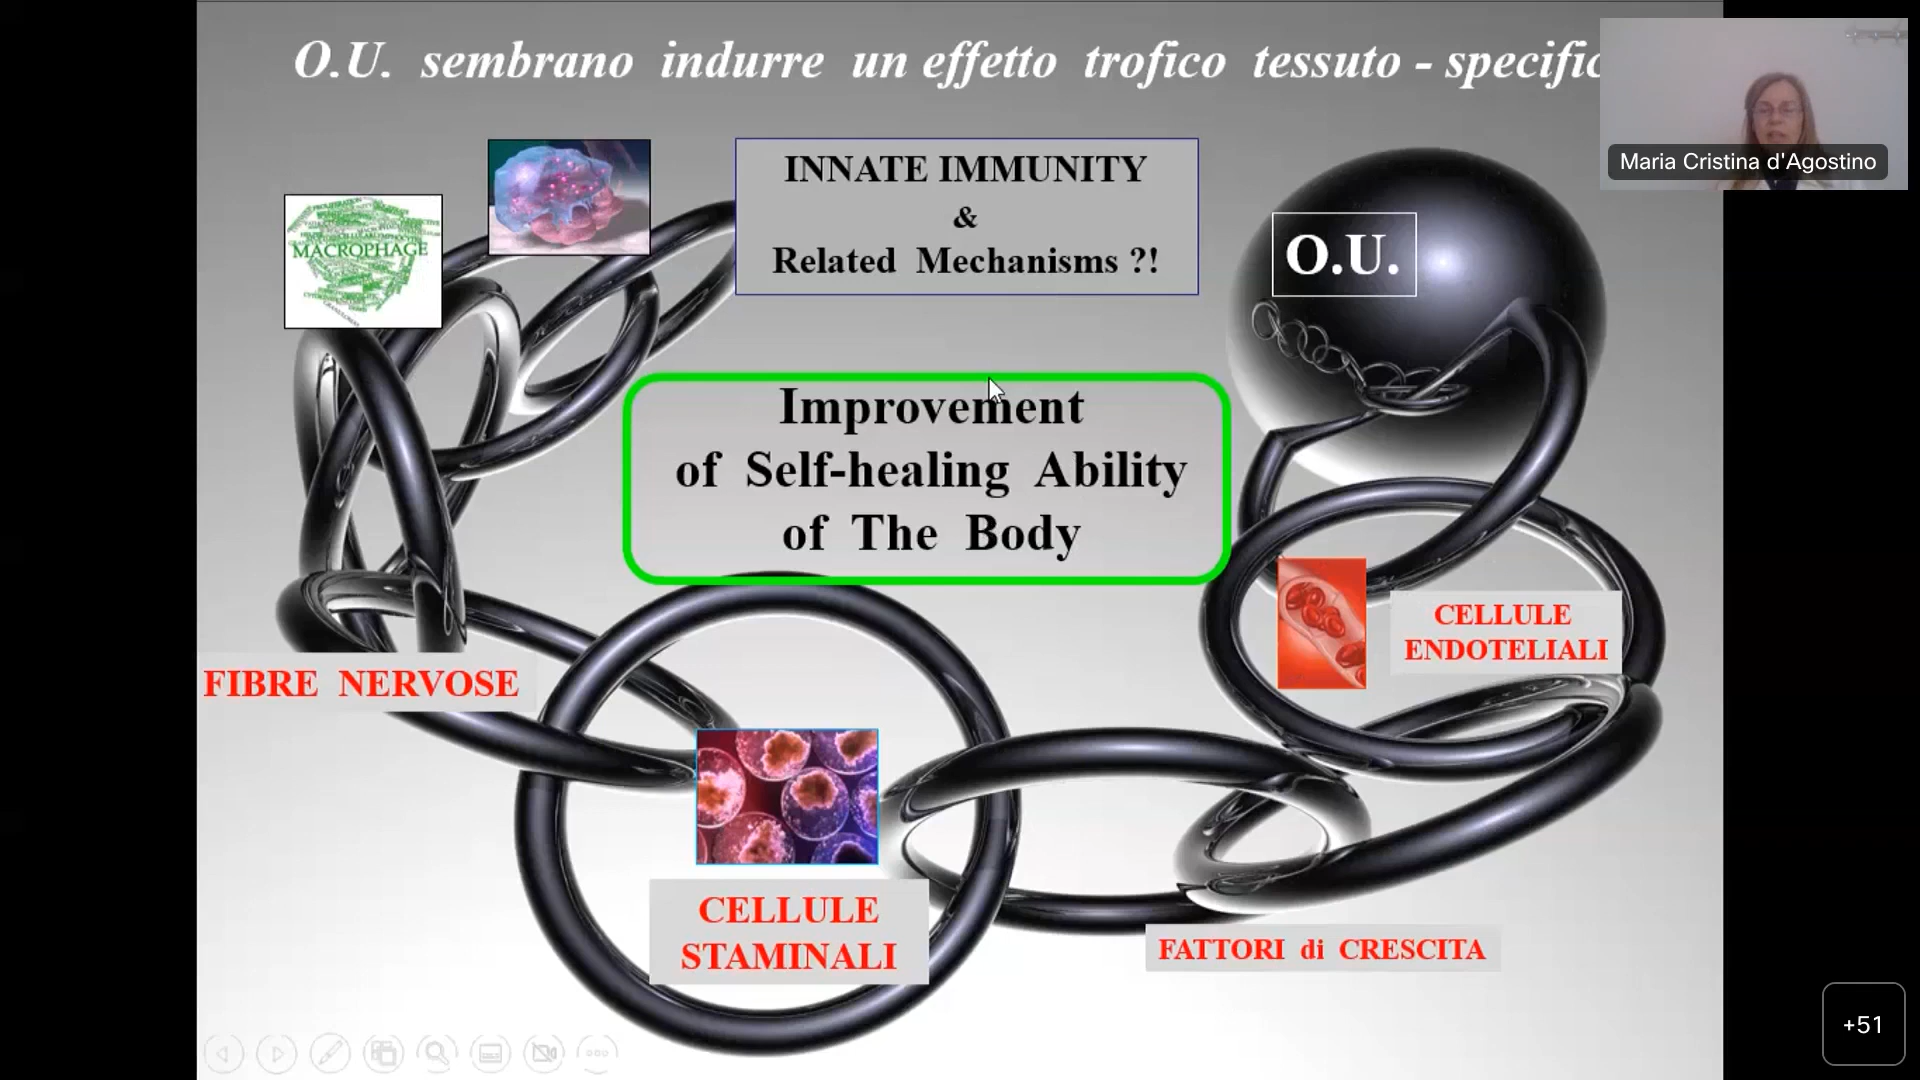 O.U. sembrano indurre un effetto trofico tessuto - specific
Maria Cristina d'Agostino
INNATE IMMUNITY
&
Related Mechanisms ?!
MACROPHAGE
O.U.
Improvement
of Self-healing Ability
of The Body
CELLULE
ENDOTELIALI
FIBRE NERVOSE
CELLULE
STAMINALI
FATTORI di CRESCITA
+51